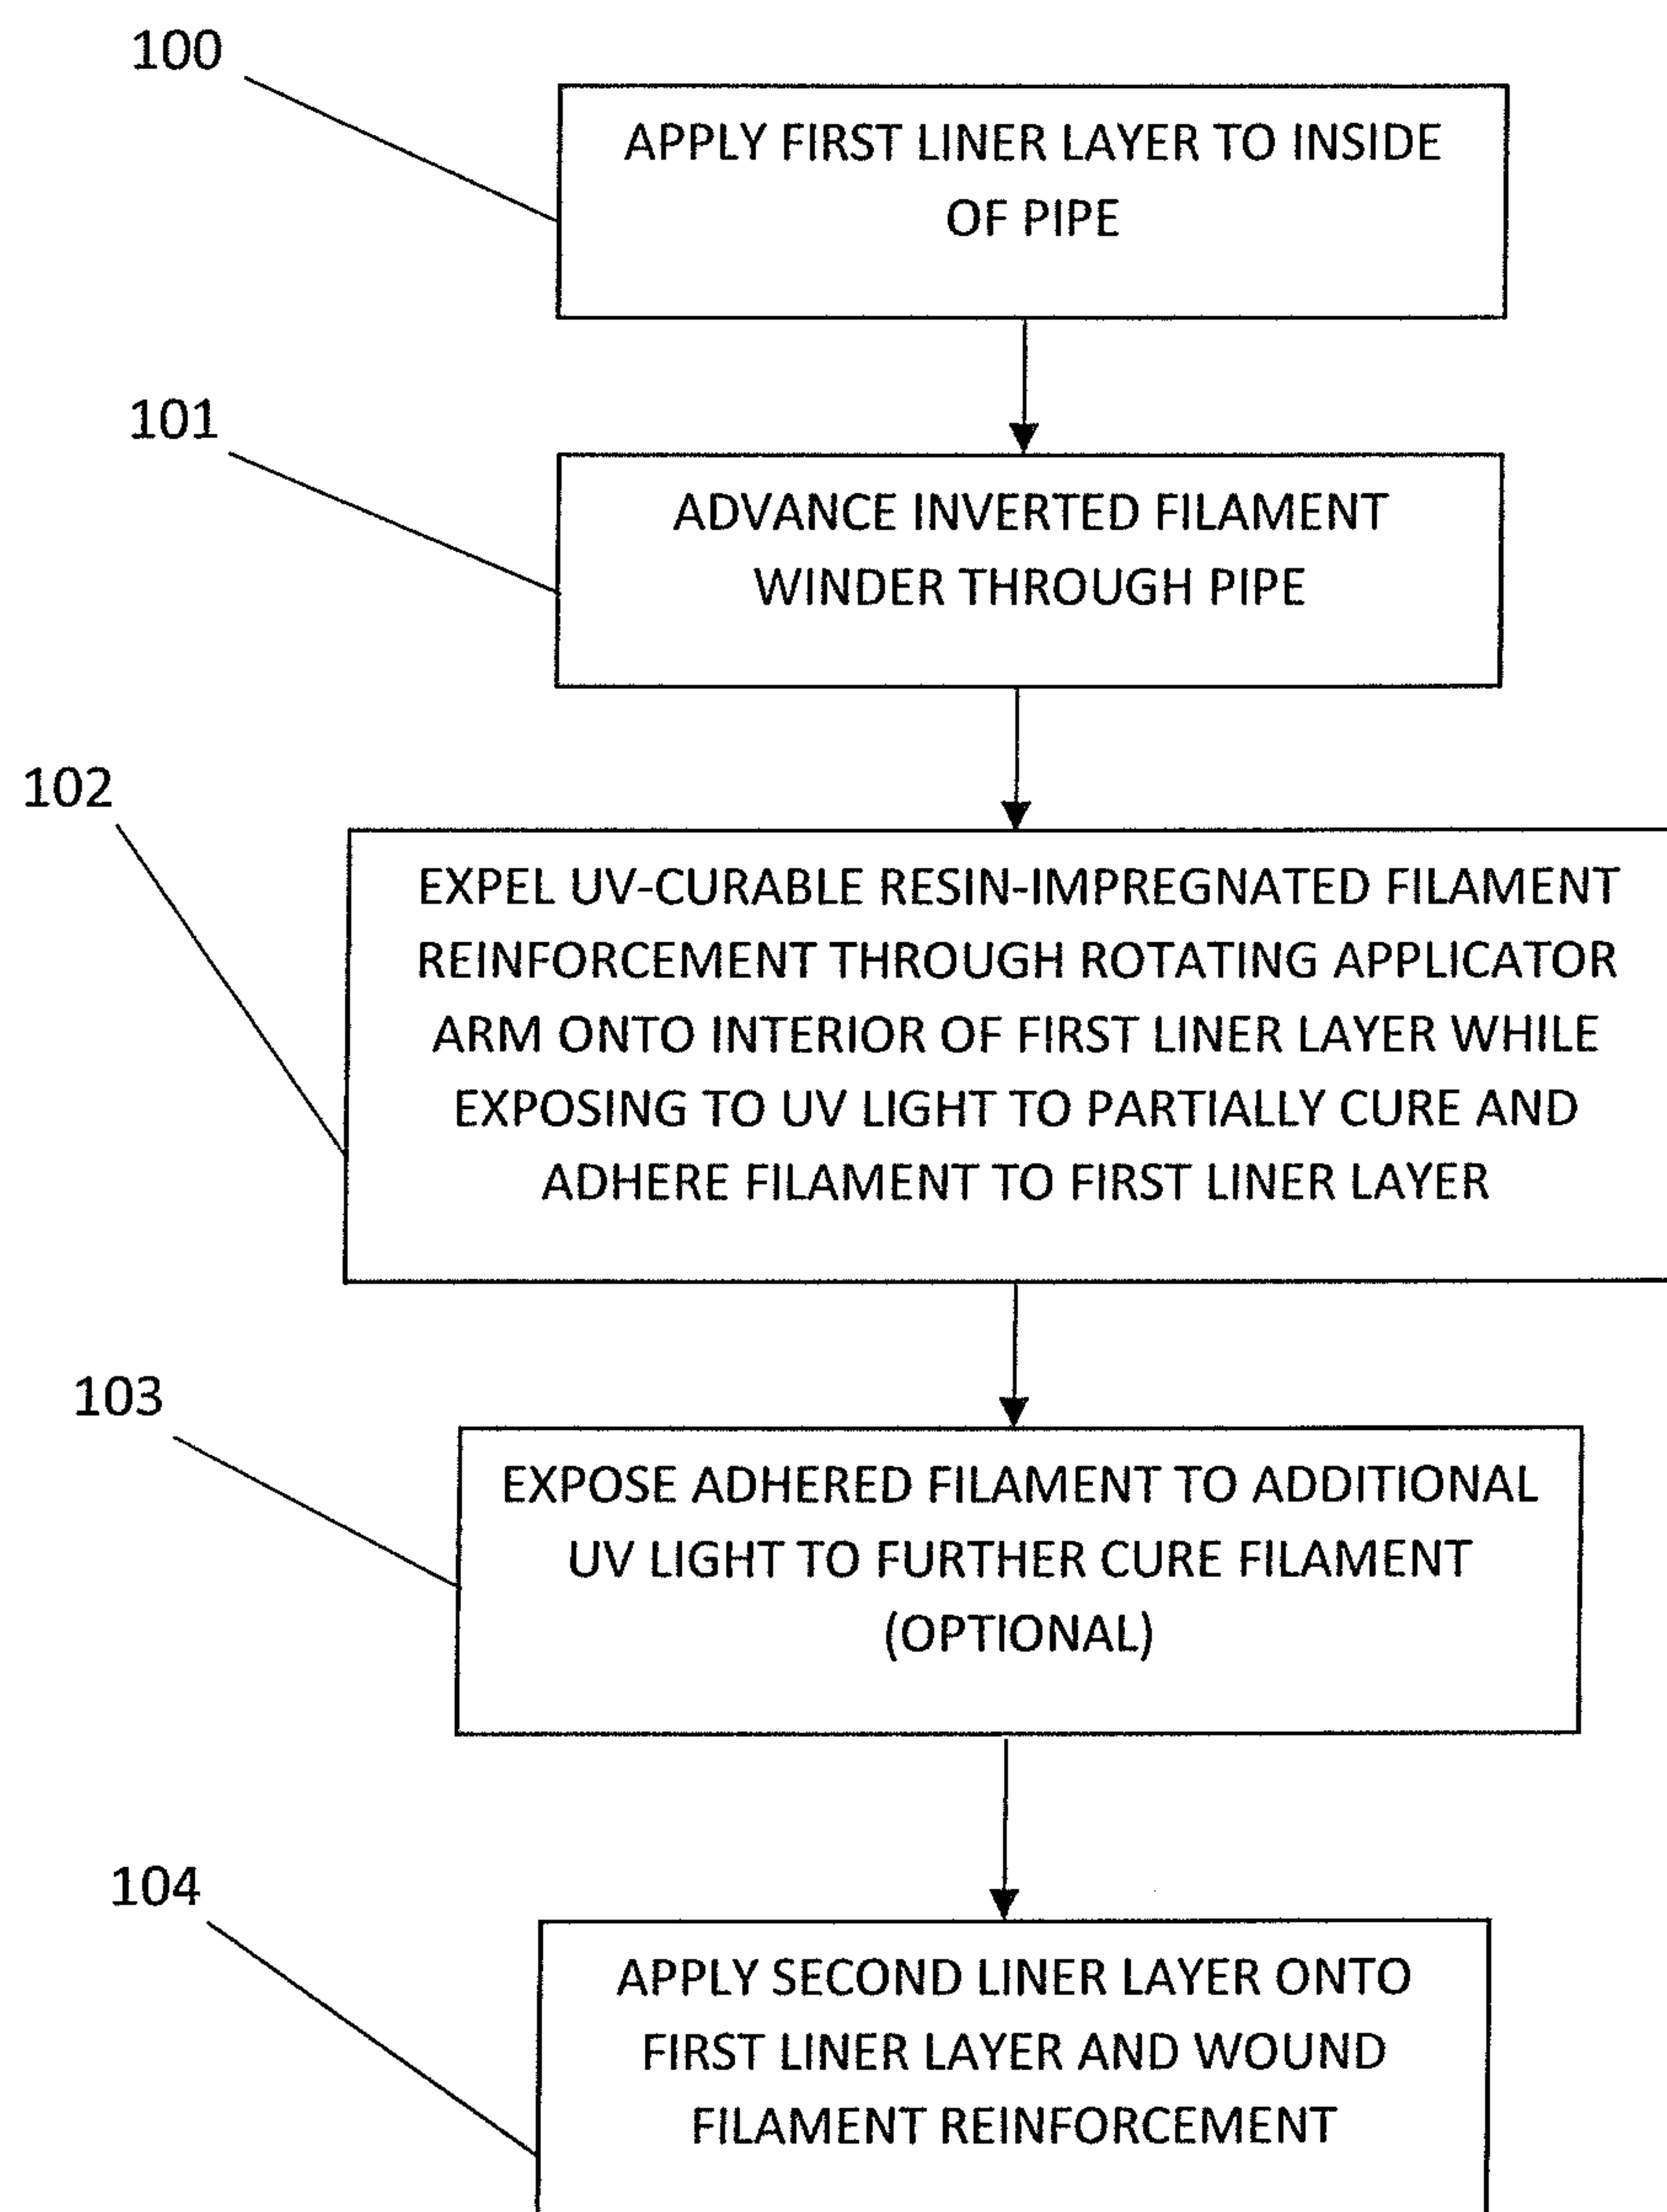 100
APPLY FIRST LINER LAYER TO INSIDE
OF PIPE
101
ADVANCE INVERTED FILAMENT
WINDER THROUGH PIPE
102
EXPEL UV-CURABLE RESIN-IMPREGNATED FILAMENT
REINFORCEMENT THROUGH ROTATING APPLICATOR
ARM ONTO INTERIOR OF FIRST LINER LAYER WHILE
EXPOSING TO UV LIGHT TO PARTIALLY CURE AND
ADHERE FILAMENT TO FIRST LINER LAYER
103
EXPOSE ADHERED FILAMENT TO ADDITIONAL
UV LIGHT TO FURTHER CURE FILAMENT
(OPTIONAL)
104
APPLY SECOND LINER LAYER ONTO
FIRST LINER LAYER AND WOUND
FILAMENT REINFORCEMENT